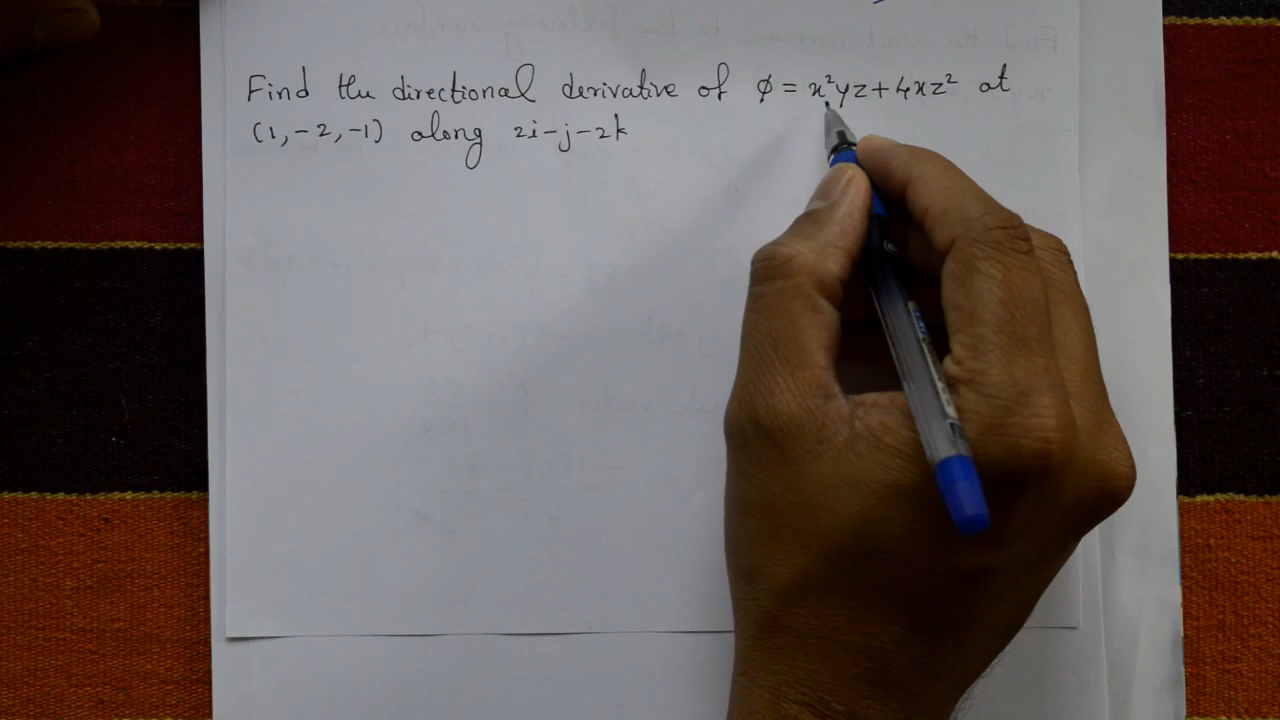 Find the directional derivative of ϕ = x²yz+4xz² at
(1,-2,-1) along 2i-j-2k